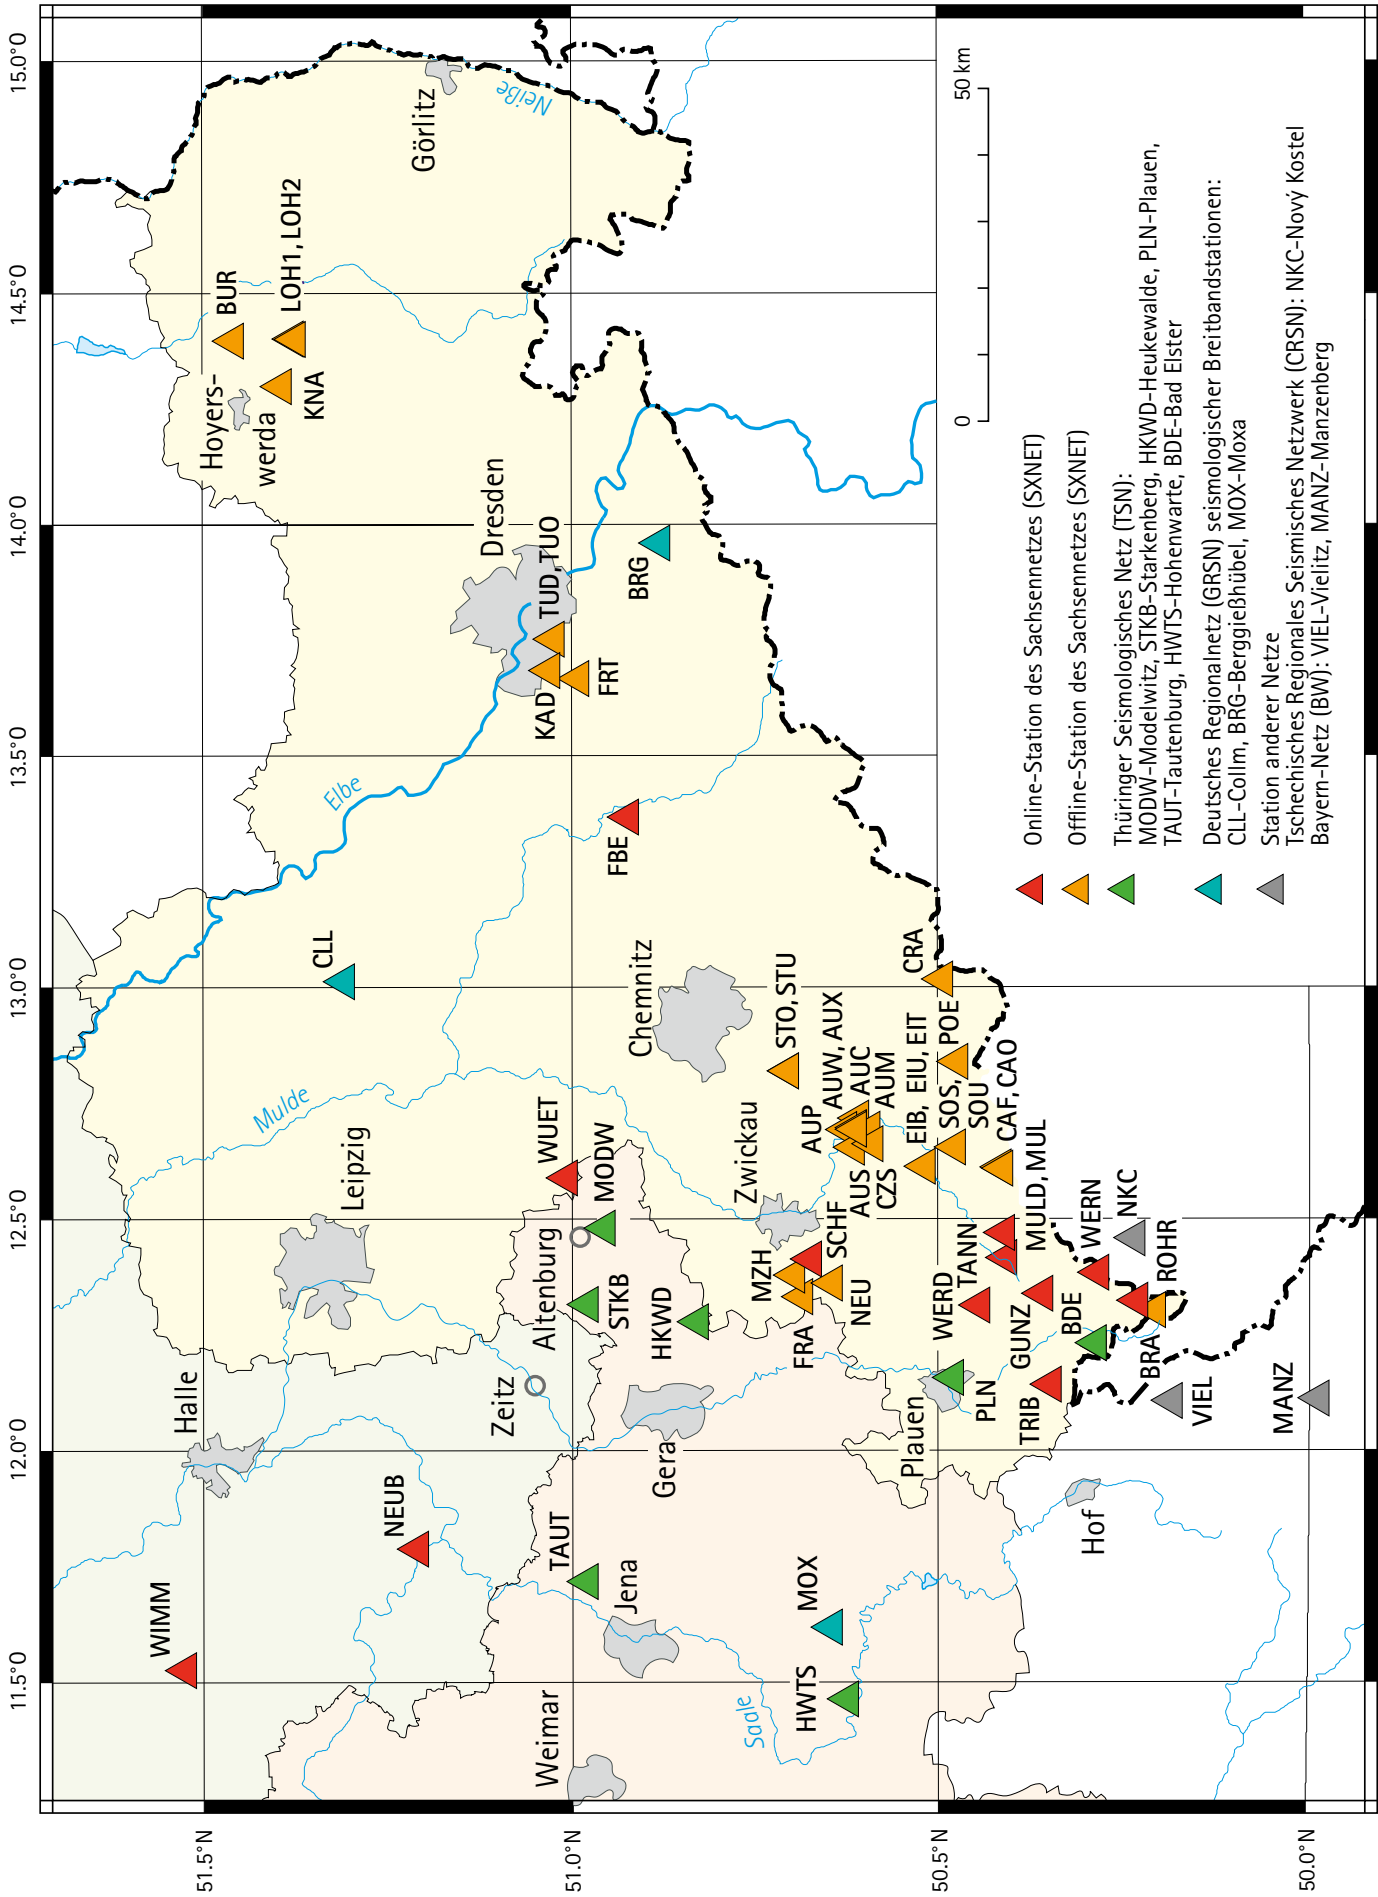 11.5°O
12.0°O
12.5°O
13.0°O
13.5°O
14.0°O
14.5°O
15.0°O
51.5°N
51.0°N
50.5°N
50.0°N
WIMM
NEUB
Halle
Leipzig
Mulde
CLL
Elbe
Hoyers-
werda
BUR
KNA
LOH1, LOH2
Görlitz
Neiße
Weimar
TAUT
Jena
Zeitz
Altenburg
STKB
WUET
MODW
HKWD
Gera
Dresden
TUD, TUO
KAD
FRT
BRG
FBE
Chemnitz
Saale
HWTS
MOX
Zwickau
MZH
SCHF
FRA
NEU
STO, STU
AUP
AUW, AUX
AUC
AUM
AUS
CZS
EIB, EIU, EIT
CRA
POE
SOS,
SOU
CAF, CAO
Plauen
PLN
WERD
TANN
MULD, MUL
GUNZ
TRIB
BDE
WERN
NKC
ROHR
BRA
VIEL
MANZ
Hof
0
50 km
Online-Station des Sachsennetzes (SXNET)
Offline-Station des Sachsennetzes (SXNET)
Thüringer Seismologisches Netz (TSN):
MODW-Modelwitz, STKB-Starkenberg, HKWD-Heukewalde, PLN-Plauen,
TAUT-Tautenburg, HWTS-Hohenwarte, BDE-Bad Elster
Deutsches Regionalnetz (GRSN) seismologischer Breitbandstationen:
CLL-Collm, BRG-Berggießhübel, MOX-Moxa
Station anderer Netze
Tschechisches Regionales Seismisches Netzwerk (CRSN): NKC-Nový Kostel
Bayern-Netz (BW): VIEL-Vielitz, MANZ-Manzenberg